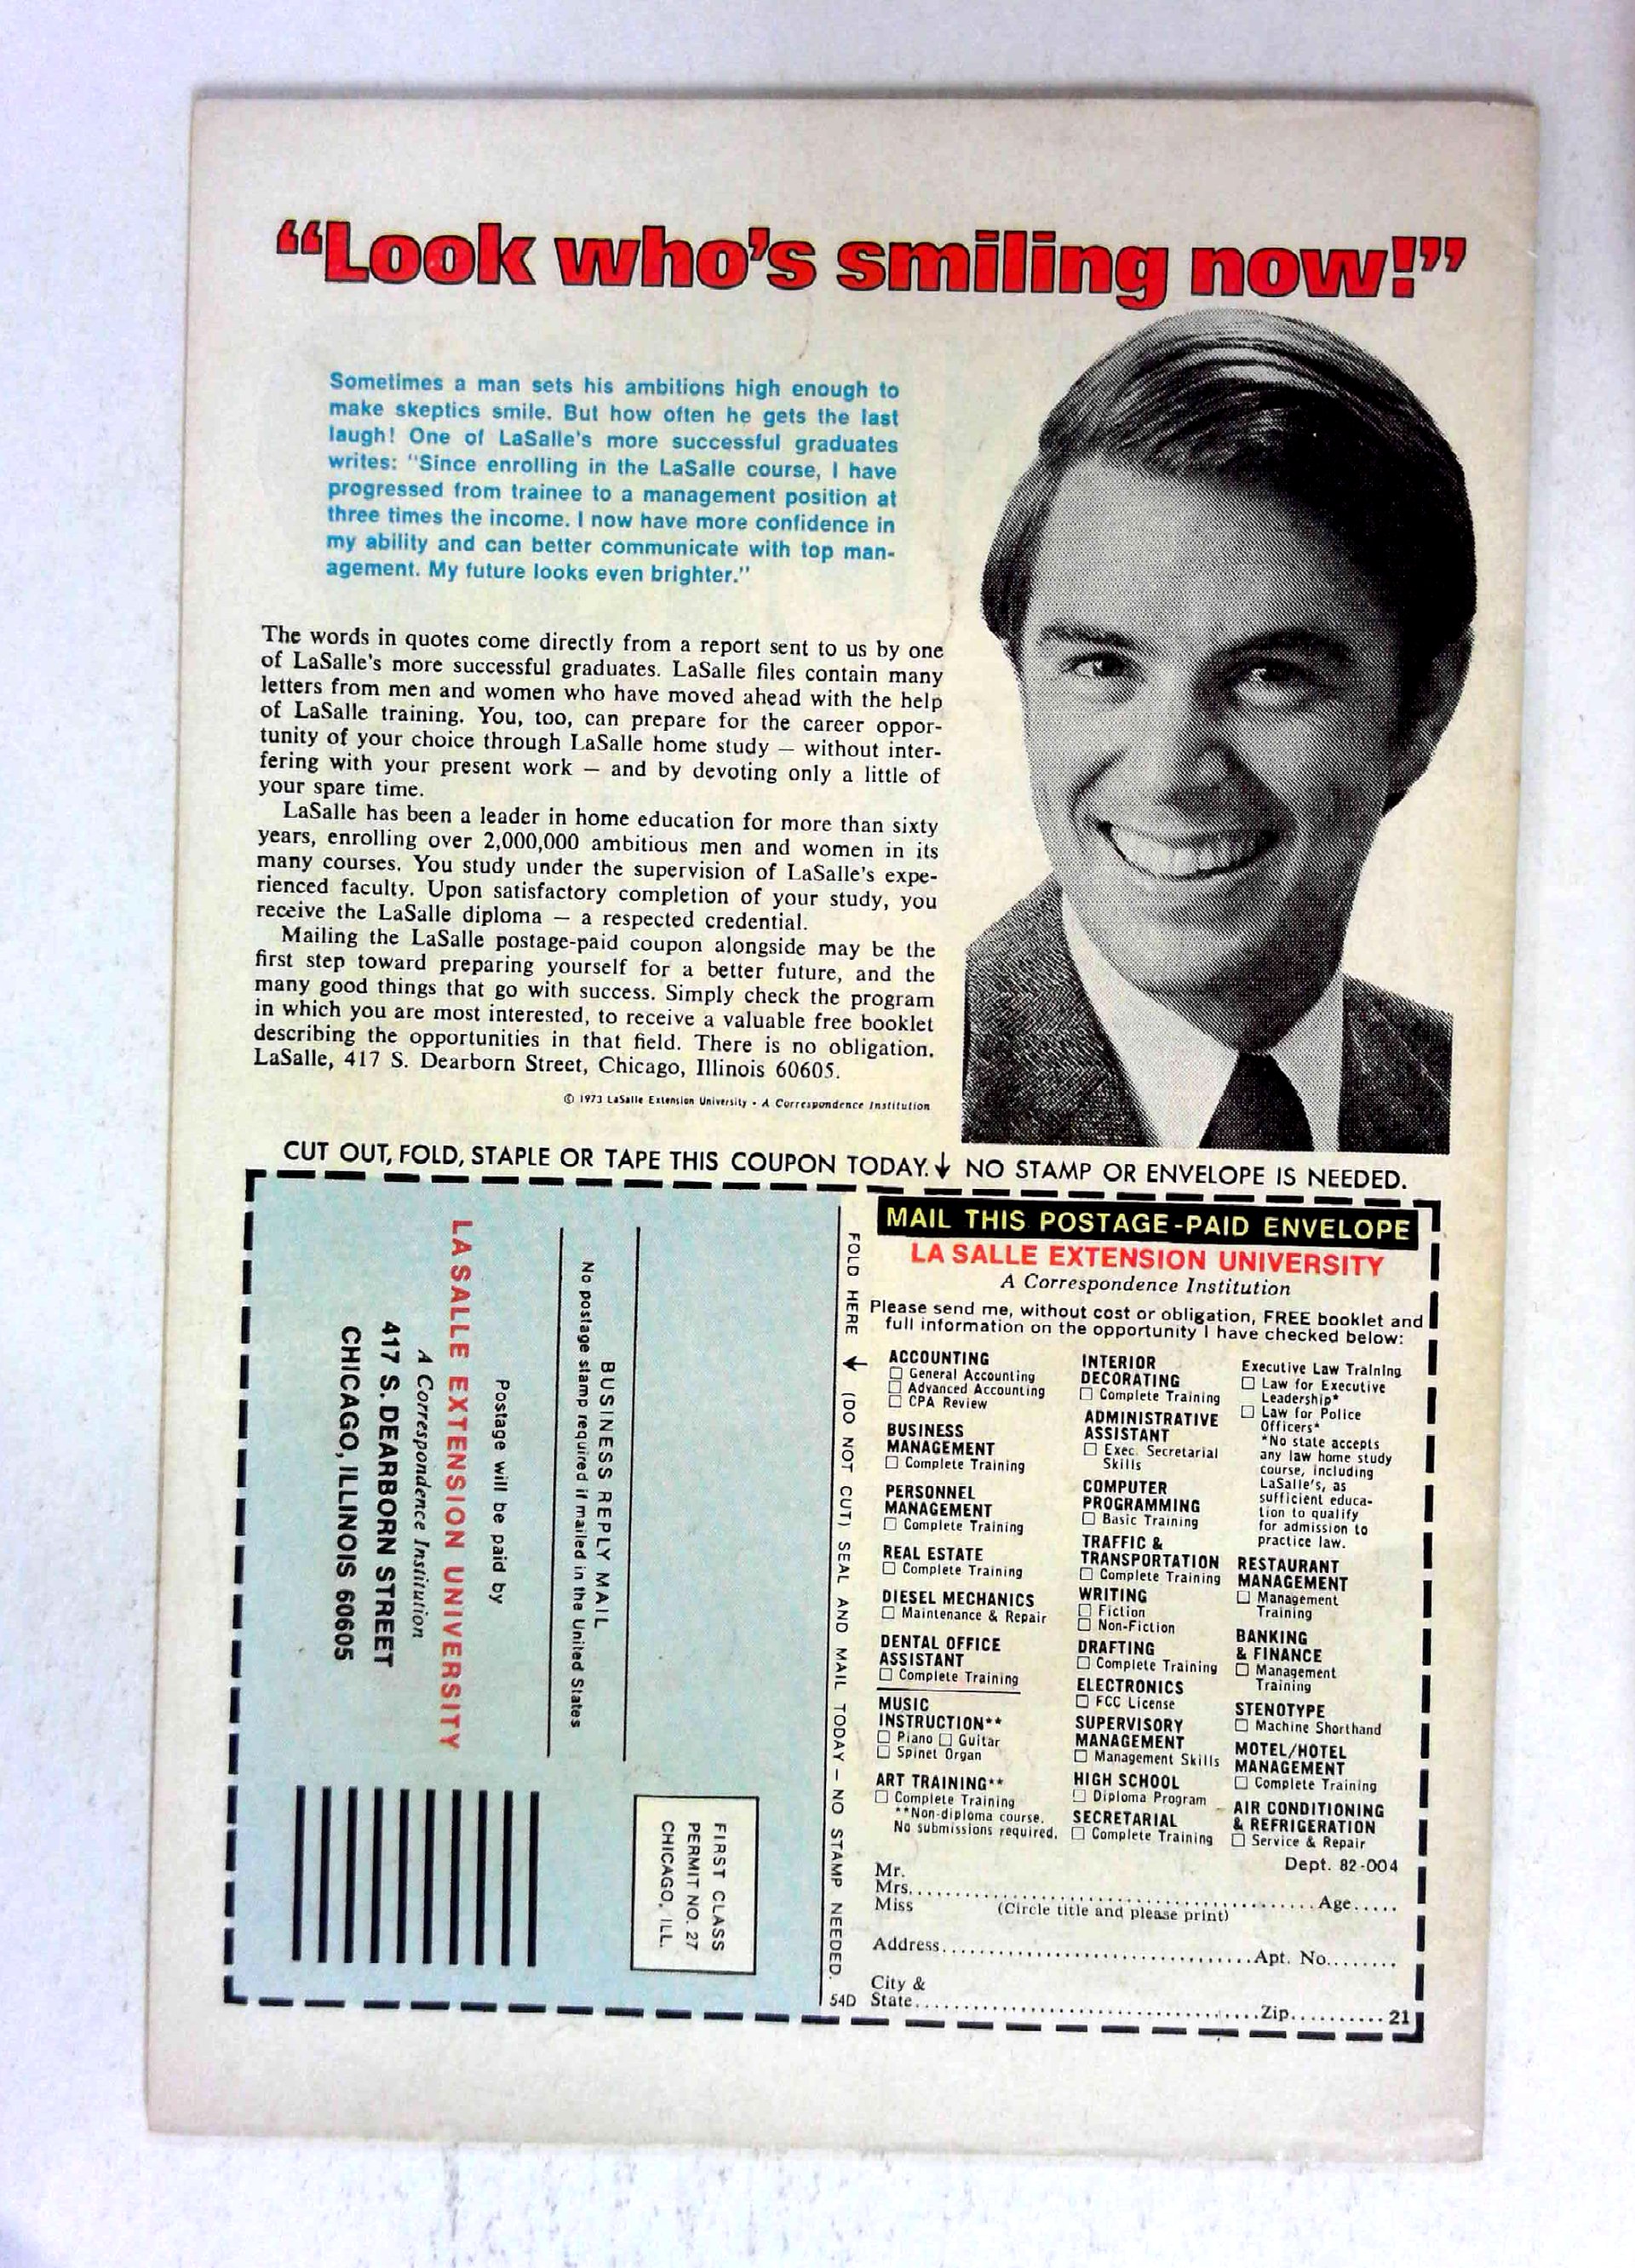 “Look who’s smiling now!”
Sometimes a man sets his ambitions high enough to
make skeptics smile. But how often he gets the last
laugh! One of LaSalle's more successful graduates
writes: "Since enrolling in the LaSalle course, I have
progressed from trainee to a management position at
three times the income. I now have more confidence in
my ability and can better communicate with top man-
agement. My future looks even brighter."
The words in quotes come directly from a report sent to us by one
of LaSalle's more successful graduates. LaSalle files contain many
letters from men and women who have moved ahead with the help
of LaSalle training. You, too, can prepare for the career oppor-
tunity of your choice through LaSalle home study — without inter-
fering with your present work — and by devoting only a little of
your spare time.
LaSalle has been a leader in home education for more than sixty
years, enrolling over 2,000,000 ambitious men and women in its
many courses. You study under the supervision of LaSalle's expe-
rienced faculty. Upon satisfactory completion of your study, you
receive the LaSalle diploma — a respected credential.
Mailing the LaSalle postage-paid coupon alongside may be the
first step toward preparing yourself for a better future, and the
many good things that go with success. Simply check the program
in which you are most interested, to receive a valuable free booklet
describing the opportunities in that field. There is no obligation.
LaSalle, 417 S. Dearborn Street, Chicago, Illinois 60605.
© 1973 LaSalle Extension University • A Correspondence Institution
CUT OUT, FOLD, STAPLE OR TAPE THIS COUPON TODAY.↓ NO STAMP OR ENVELOPE IS NEEDED.
FIRST CLASS
PERMIT NO. 27
CHICAGO, ILL.
BUSINESS REPLY MAIL
No postage stamp required if mailed in the United States
Postage will be paid by
LA SALLE EXTENSION UNIVERSITY
A Correspondence Institution
417 S. DEARBORN STREET
CHICAGO, ILLINOIS 60605
FOLD HERE ← (DO NOT CUT) SEAL AND MAIL TODAY — NO STAMP NEEDED.
54D
MAIL THIS POSTAGE-PAID ENVELOPE
LA SALLE EXTENSION UNIVERSITY
A Correspondence Institution
Please send me, without cost or obligation, FREE booklet and
full information on the opportunity I have checked below:
ACCOUNTING
☐ General Accounting
☐ Advanced Accounting
☐ CPA Review
BUSINESS
MANAGEMENT
☐ Complete Training
PERSONNEL
MANAGEMENT
☐ Complete Training
REAL ESTATE
☐ Complete Training
DIESEL MECHANICS
☐ Maintenance & Repair
DENTAL OFFICE
ASSISTANT
☐ Complete Training
MUSIC
INSTRUCTION**
☐ Piano ☐ Guitar
☐ Spinet Organ
ART TRAINING**
☐ Complete Training
**Non-diploma course.
No submissions required.
INTERIOR
DECORATING
☐ Complete Training
ADMINISTRATIVE
ASSISTANT
☐ Exec. Secretarial
Skills
COMPUTER
PROGRAMMING
☐ Basic Training
TRAFFIC &
TRANSPORTATION
☐ Complete Training
WRITING
☐ Fiction
☐ Non-Fiction
DRAFTING
☐ Complete Training
ELECTRONICS
☐ FCC License
SUPERVISORY
MANAGEMENT
☐ Management Skills
HIGH SCHOOL
☐ Diploma Program
SECRETARIAL
☐ Complete Training
Executive Law Training
☐ Law for Executive
Leadership*
☐ Law for Police
Officers*
*No state accepts
any law home study
course, including
LaSalle's, as
sufficient educa-
tion to qualify
for admission to
practice law.
RESTAURANT
MANAGEMENT
☐ Management
Training
BANKING
& FINANCE
☐ Management
Training
STENOTYPE
☐ Machine Shorthand
MOTEL/HOTEL
MANAGEMENT
☐ Complete Training
AIR CONDITIONING
& REFRIGERATION
☐ Service & Repair
Dept. 82-004
Mr.
Mrs.......................................................Age.....
Miss (Circle title and please print)
Address.........................................Apt. No........
City &
State..............................................Zip.......... 21